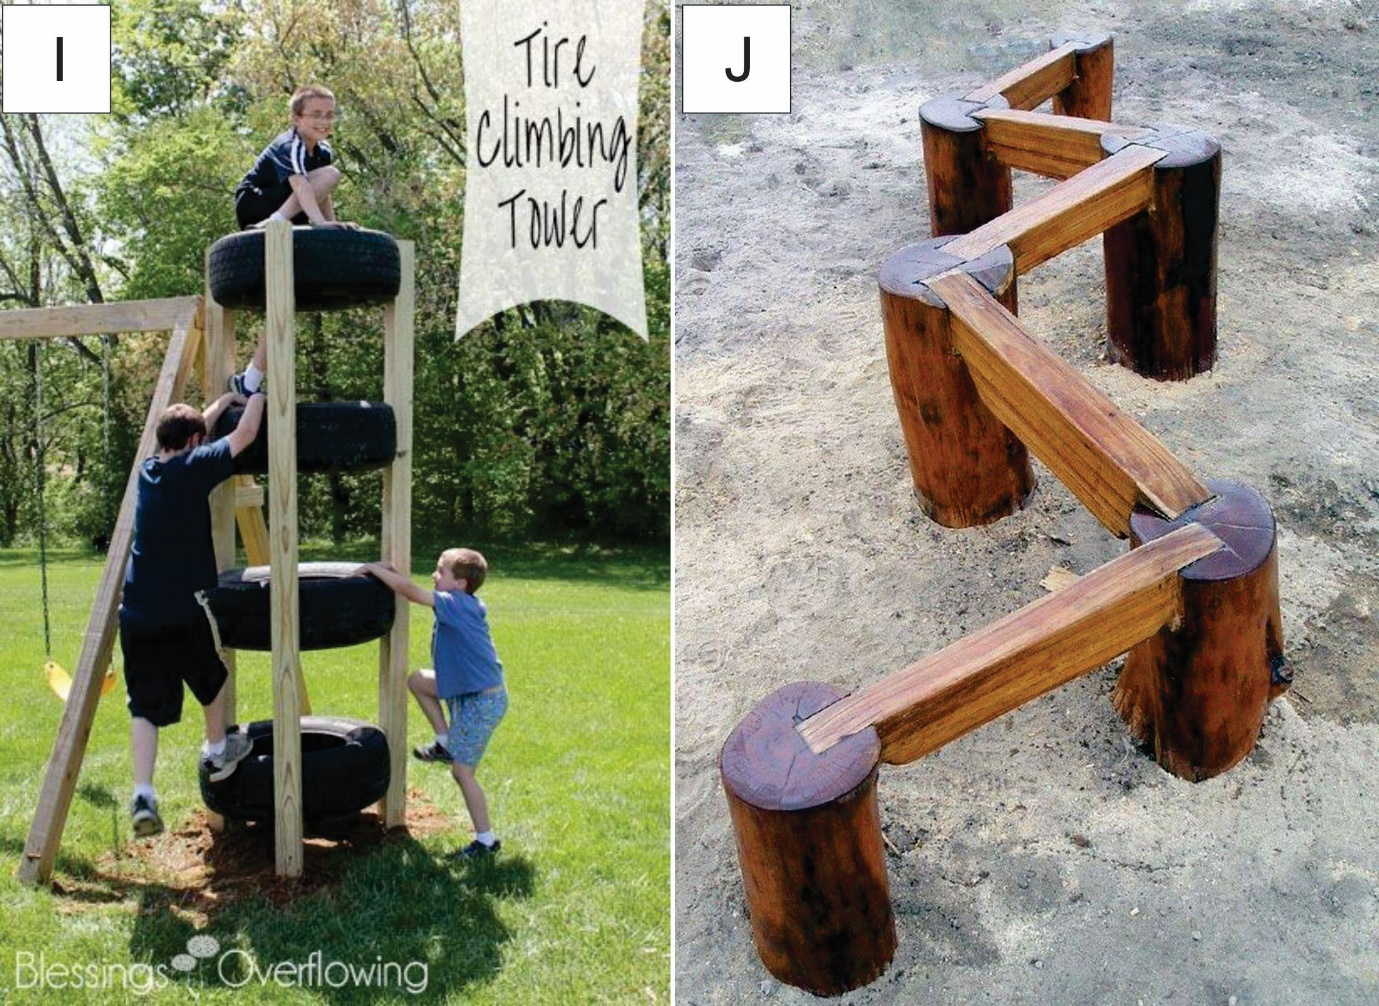 I
Tire
Climbing
Tower
Blessings Overflowing
J